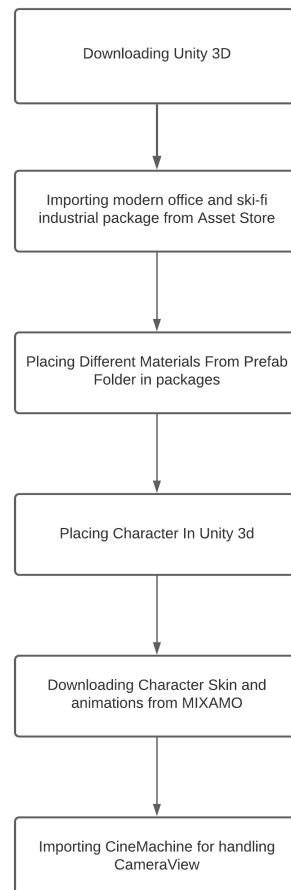 Downloading Unity 3D
Importing modern office and ski-fi
industrial package from Asset Store
Placing Different Materials From Prefab
Folder in packages
Placing Character In Unity 3d
Downloading Character Skin and
animations from MIXAMO
Importing CineMachine for handling
CameraView